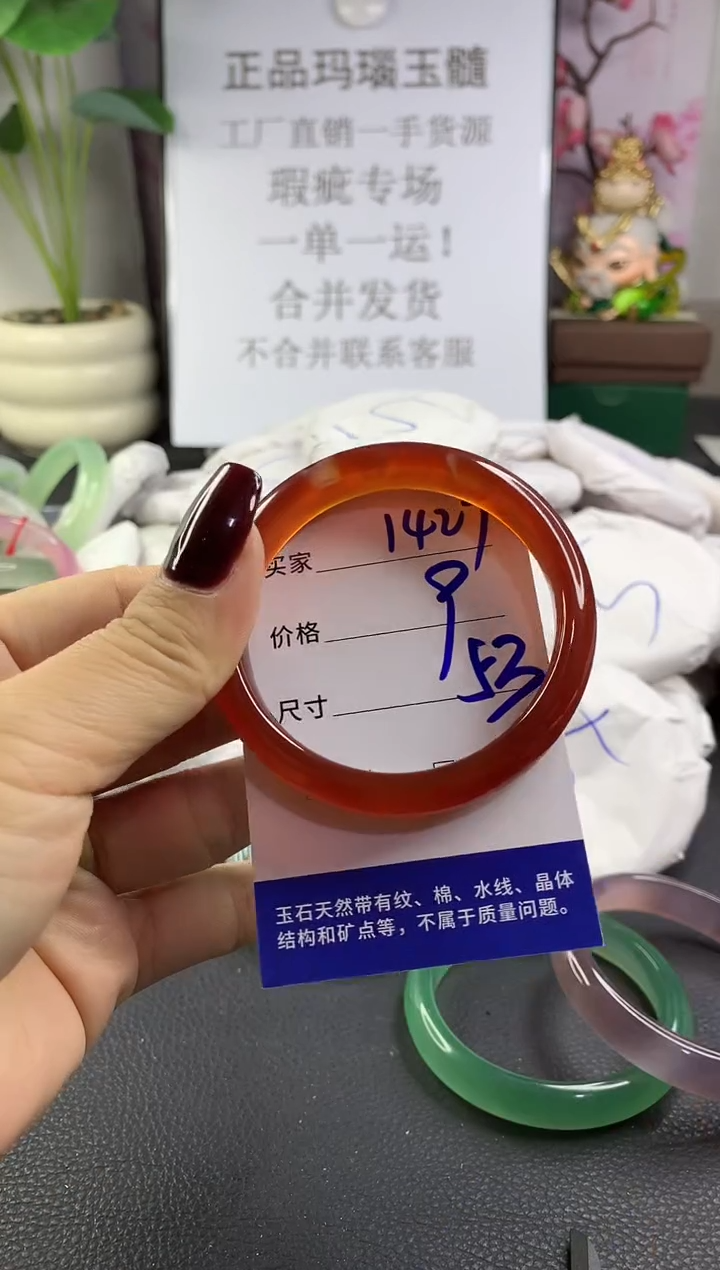 正品玛瑙玉髓
工厂直销一手货源
瑕疵专场
一单一运！
合并发货
不合并联系客服
买家
价格 9
尺寸 53
玉石天然带有纹、棉、水线、晶体
结构和矿点等，不属于质量问题。